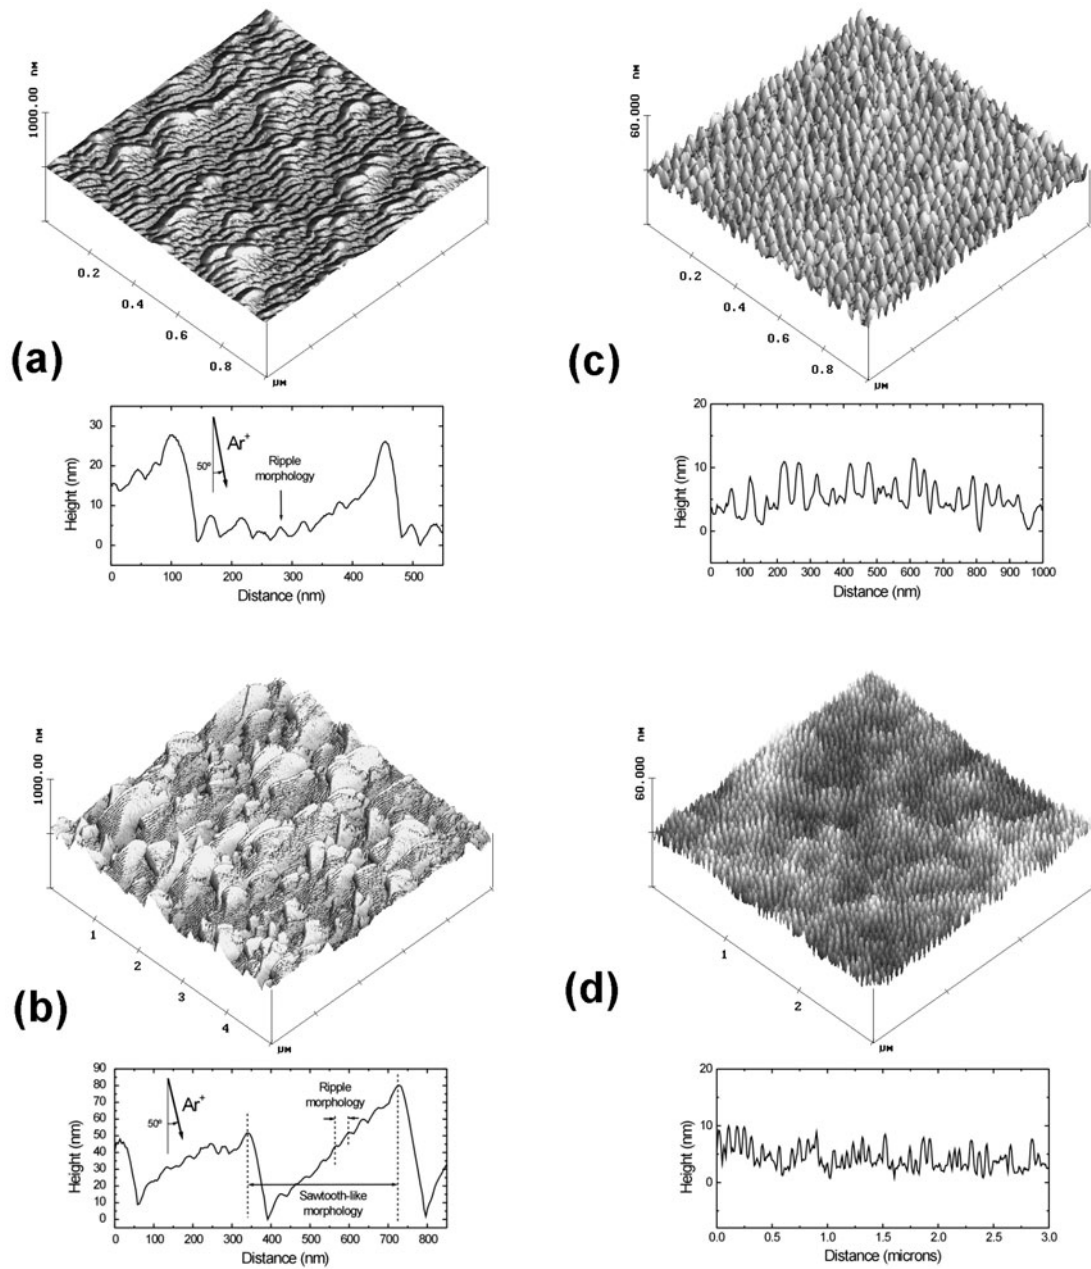 1000.00 nM
0.2
0.4
0.6
0.8
µM
(a)
Height (nm)
30
20
10
0
Ar+
50º
Ripple
morphology
0 100 200 300 400 500
Distance (nm)
60.000 nM
0.2
0.4
0.6
0.8
µM
(c)
Height (nm)
20
10
0
0 100 200 300 400 500 600 700 800 900 1000
Distance (nm)
1000.00 nM
1
2
3
4
µM
(b)
Height (nm)
90
80
70
60
50
40
30
20
10
0
Ar+
50º
Ripple
morphology
Sawtooth-like
morphology
0 100 200 300 400 500 600 700 800
Distance (nm)
60.000 nM
1
2
µM
(d)
Height (nm)
20
10
0
0.0 0.5 1.0 1.5 2.0 2.5 3.0
Distance (microns)